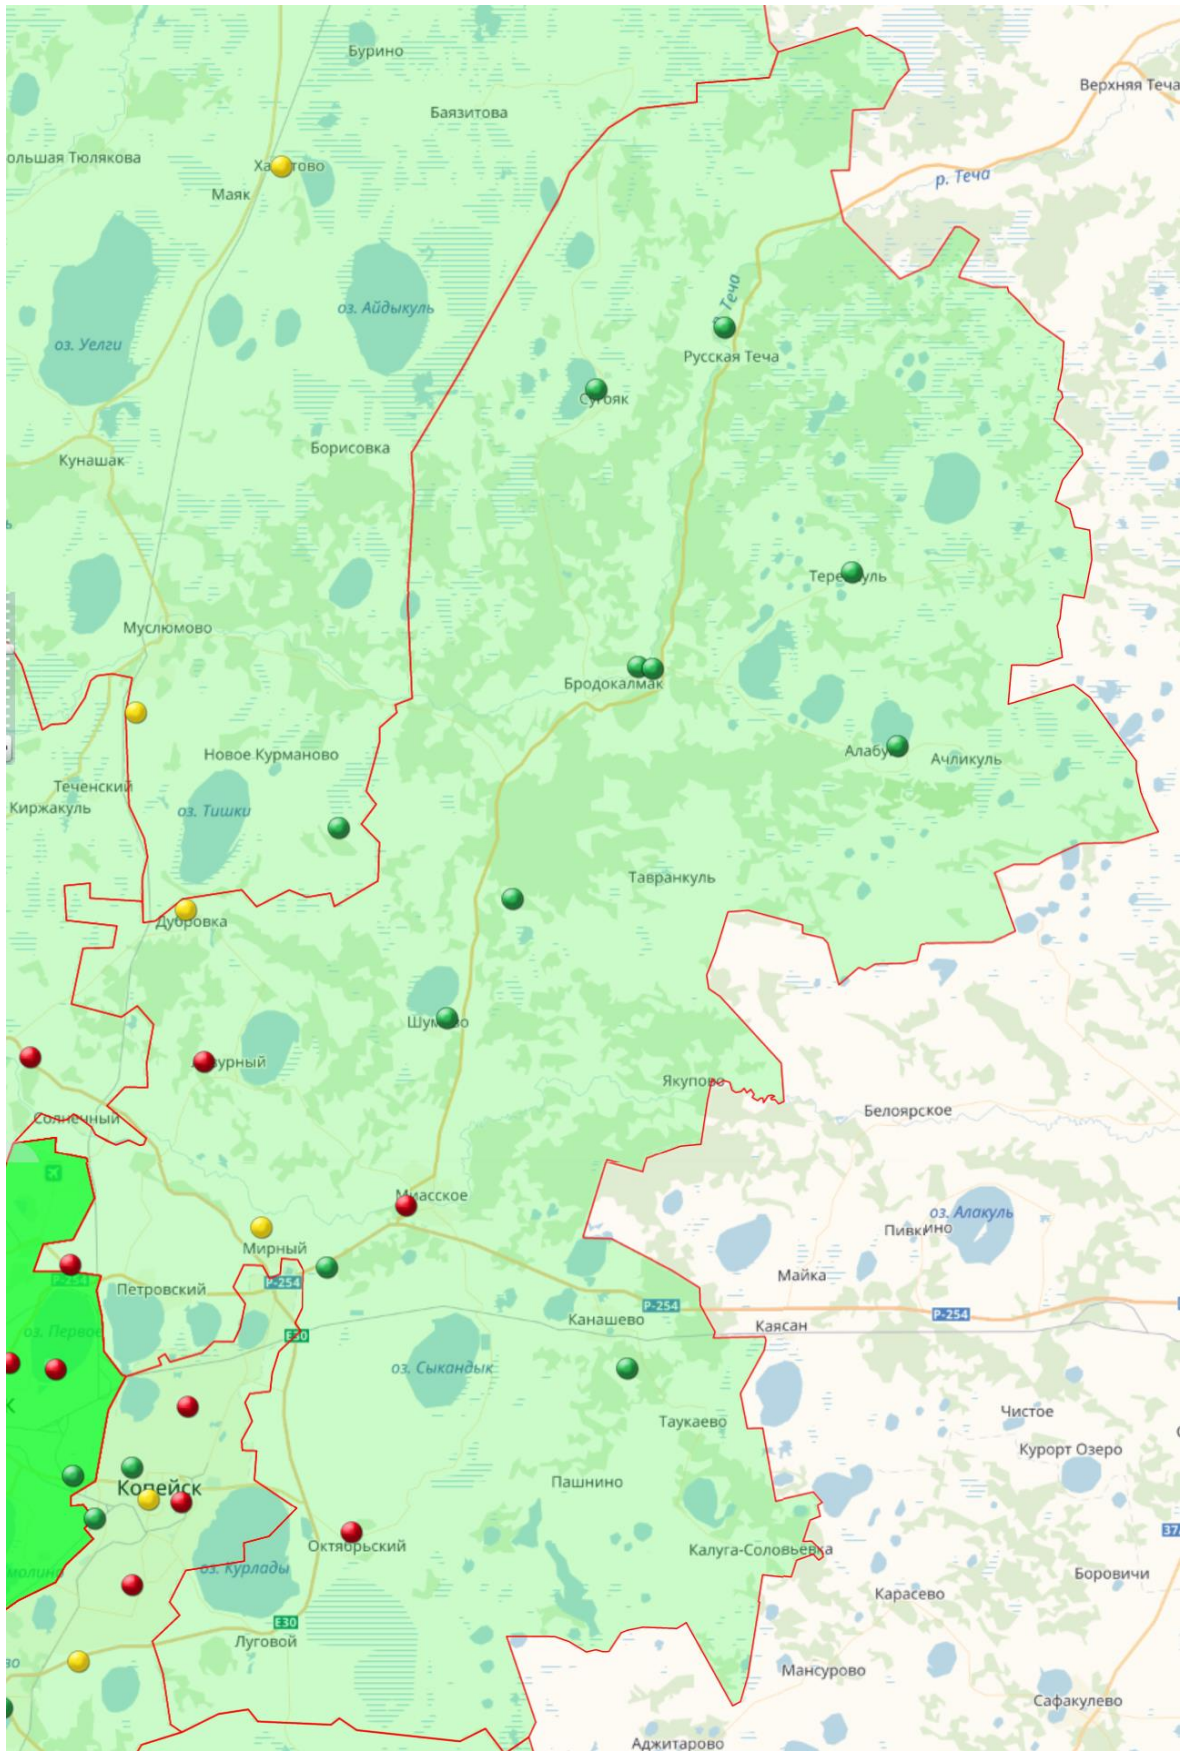 Бурино
Верхняя Теча
Баязитова
ольшая Тюлякова
Маяк
р. Теча
оз. Айдыкуль
оз. Уелги
Теча
Русская Теча
Борисовка
Кунашак
Муслюмово
Бродокалмак
Новое Курманово
Ачликуль
Теченский
Киржакуль
оз. Тишки
Тавранкуль
Дубровка
Якупово
Белоярское
Солнечный
Миасское
оз. Алакуль
Мирный
Майка
Р-254
Петровский
Р-254
Р-254
Р-254
Канашево
Каясан
оз. Первое
E30
оз. Сыкандык
К
Чистое
Таукаево
Курорт Озеро
Пашнино
Копейск
37
Октябрьский
Калуга-Соловьевка
оз. Курлады
Боровичи
Карасево
E30
Луговой
Мансурово
Сафакулево
Аджитарово